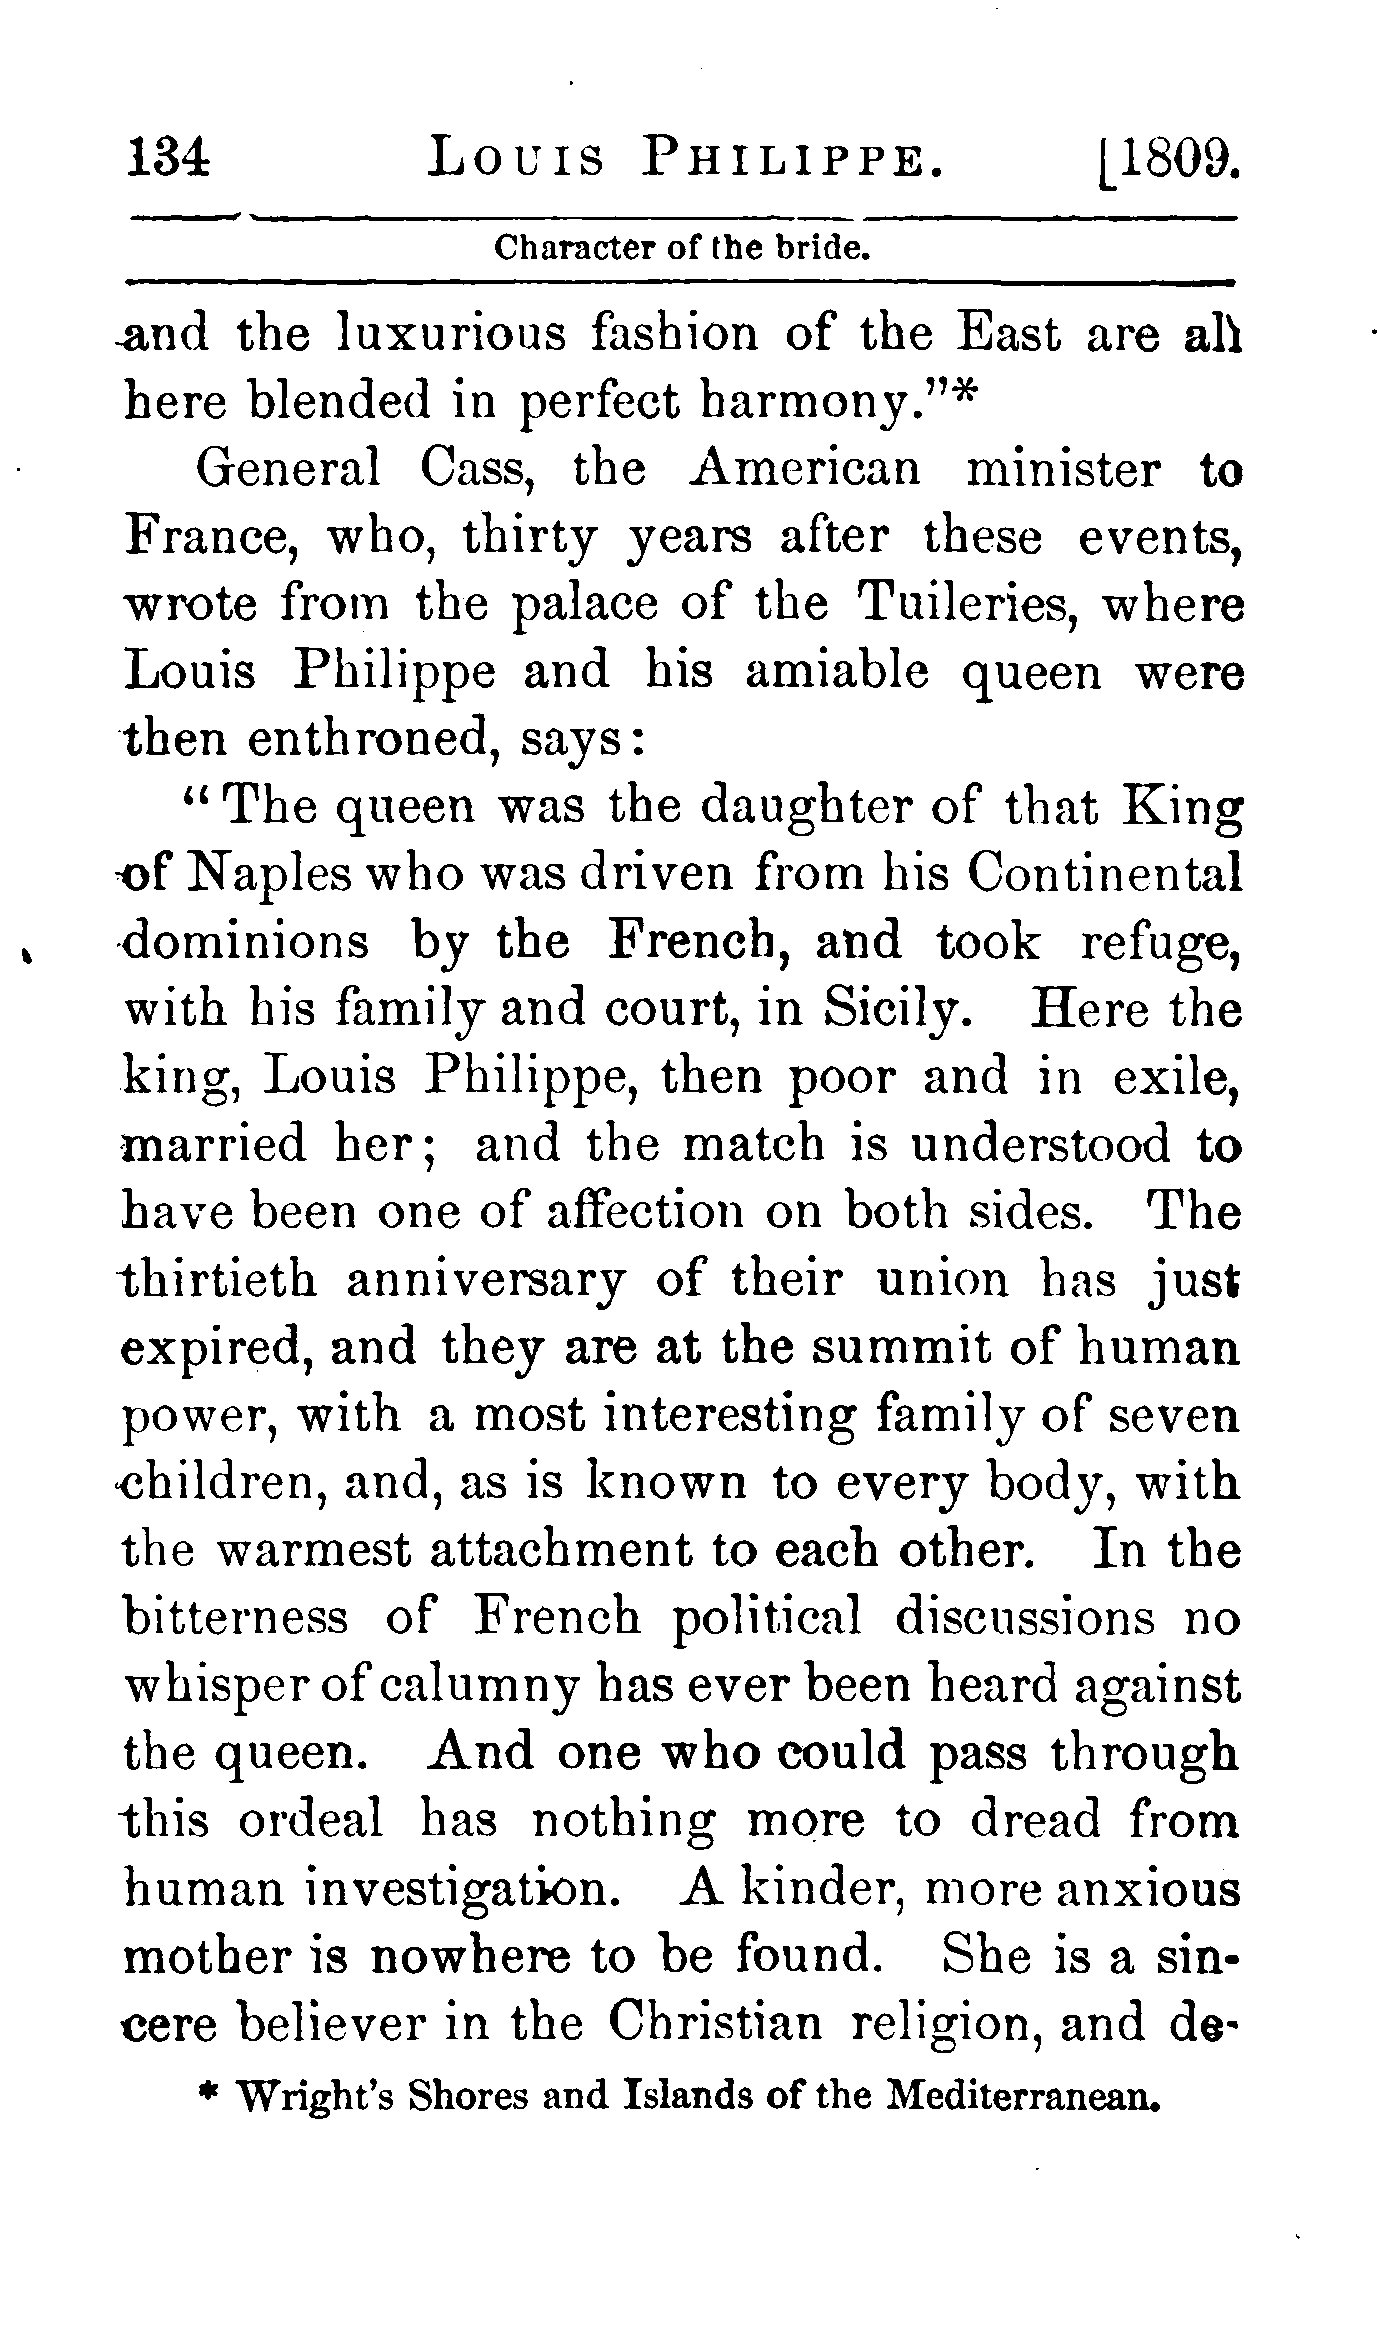 134 LOUIS PHILIPPE. [1809.
Character of the bride.
and the luxurious fashion of the East are all
here blended in perfect harmony."*
General Cass, the American minister to
France, who, thirty years after these events,
wrote from the palace of the Tuileries, where
Louis Philippe and his amiable queen were
then enthroned, says:
"The queen was the daughter of that King
of Naples who was driven from his Continental
dominions by the French, and took refuge,
with his family and court, in Sicily. Here the
king, Louis Philippe, then poor and in exile,
married her; and the match is understood to
have been one of affection on both sides. The
thirtieth anniversary of their union has just
expired, and they are at the summit of human
power, with a most interesting family of seven
children, and, as is known to every body, with
the warmest attachment to each other. In the
bitterness of French political discussions no
whisper of calumny has ever been heard against
the queen. And one who could pass through
this ordeal has nothing more to dread from
human investigation. A kinder, more anxious
mother is nowhere to be found. She is a sin-
cere believer in the Christian religion, and de-
* Wright's Shores and Islands of the Mediterranean.